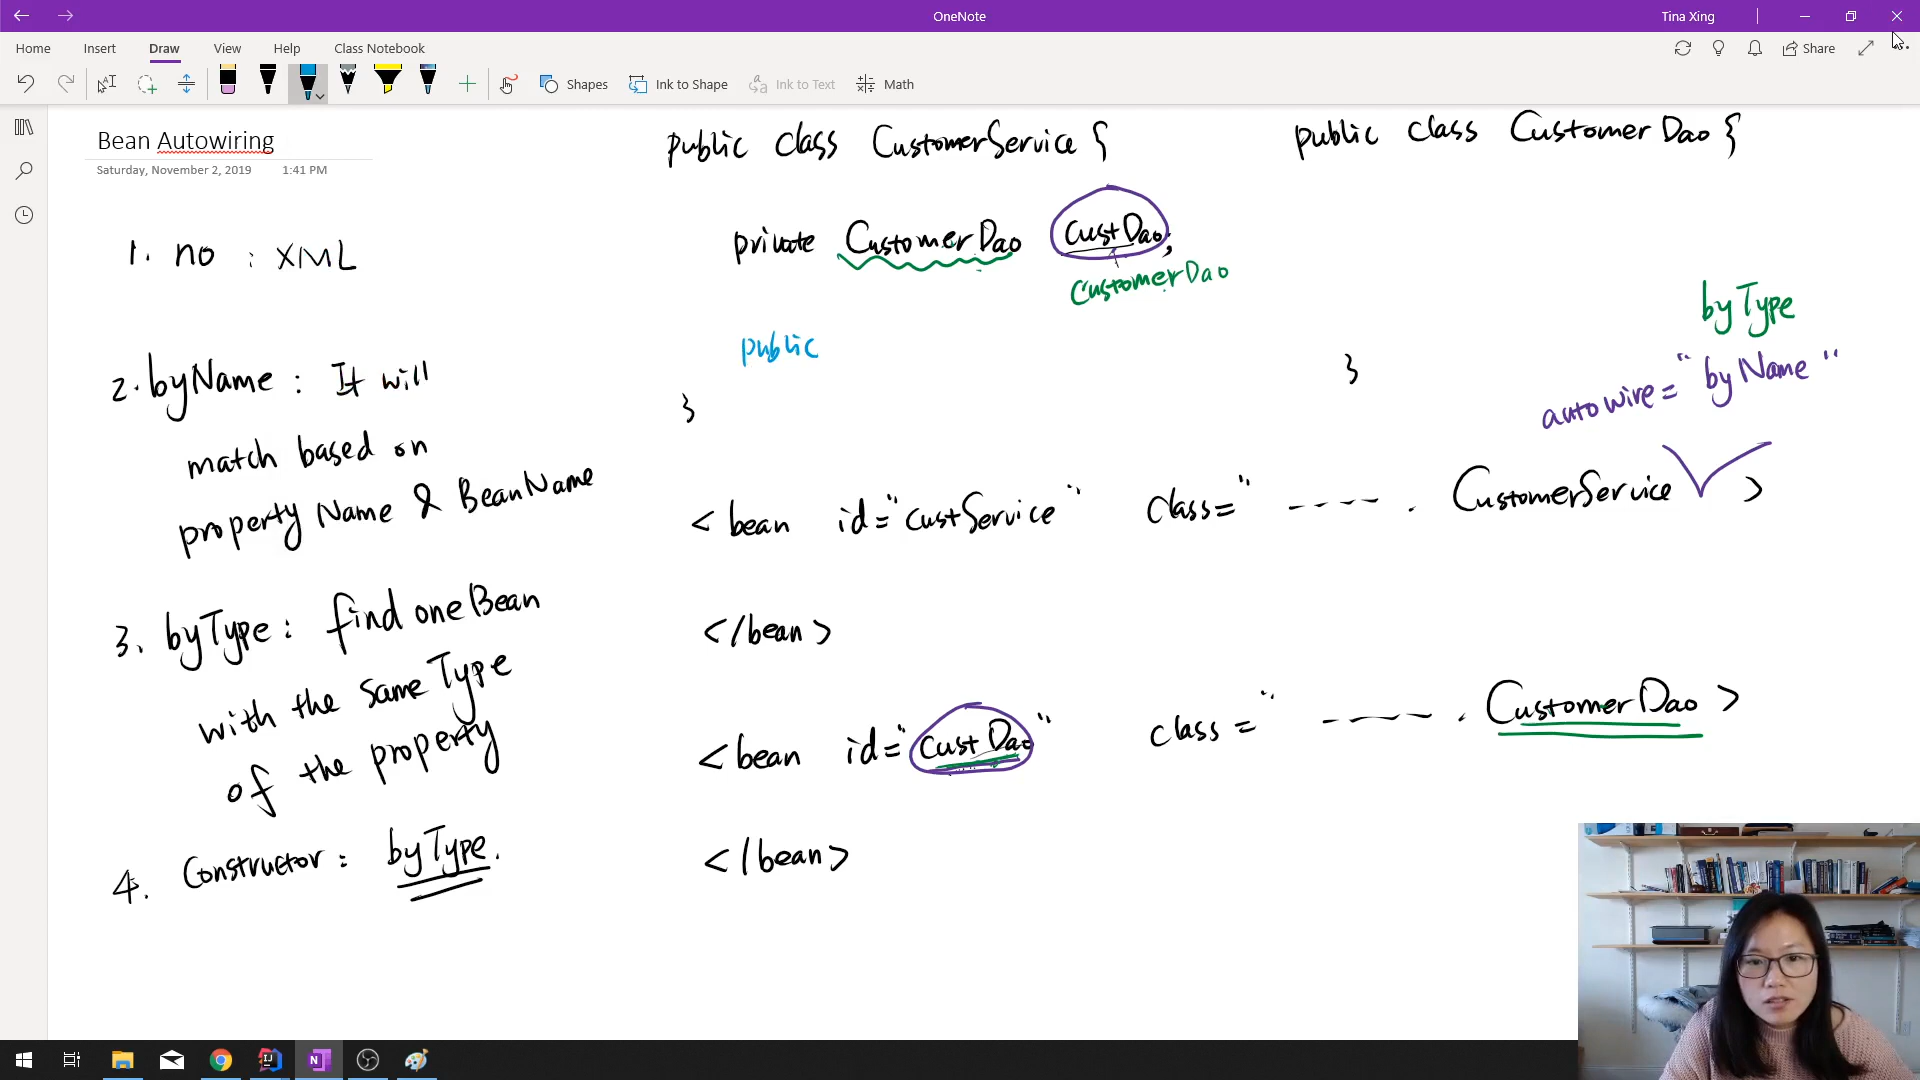 OneNote
Tina Xing
Home Insert Draw View Help Class Notebook
Share
Shapes Ink to Shape Ink to Text Math
Bean Autowiring
Saturday, November 2, 2019 1:41 PM
1. no : XML
2. byName : It will
match based on
property Name & BeanName
3. byType : find one Bean
with the same Type
of the property
4. Constructor : byType.
public class CustomerService {
private CustomerDao custDao;
CustomerDao
public
}
public class CustomerDao {
}
byType
autowire = "byName"
<bean id="custService" class=" ----- . CustomerService >
</bean>
<bean id="custDao" class=" ----- . CustomerDao >
</bean>